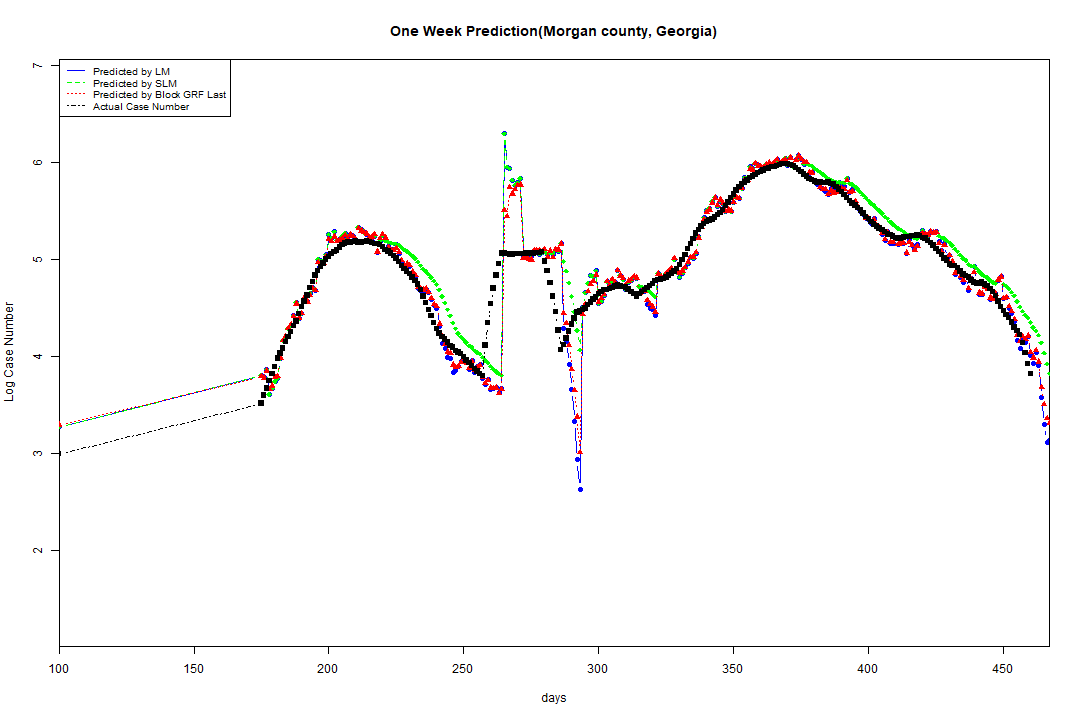 One Week Prediction(Morgan county, Georgia)
Predicted by LM
Predicted by SLM
Predicted by Block GRF Last
Actual Case Number
7
6
5
4
3
2
Log Case Number
100 150 200 250 300 350 400 450
days